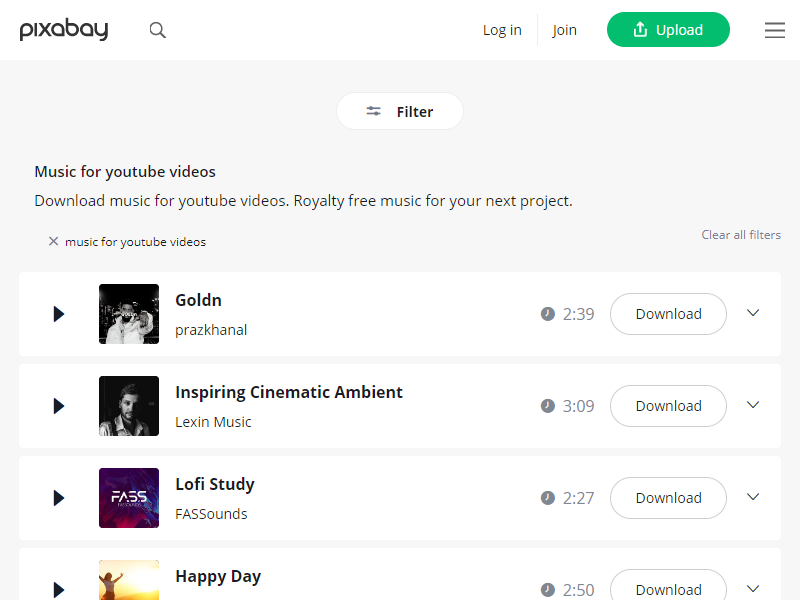 pixabay
Log in
Join
Upload
Filter
Music for youtube videos
Download music for youtube videos. Royalty free music for your next project.
music for youtube videos
Clear all filters
Goldn
prazkhanal
2:39
Download
Inspiring Cinematic Ambient
Lexin Music
3:09
Download
FASS
Lofi Study
FASSounds
2:27
Download
Happy Day
2:50
Download